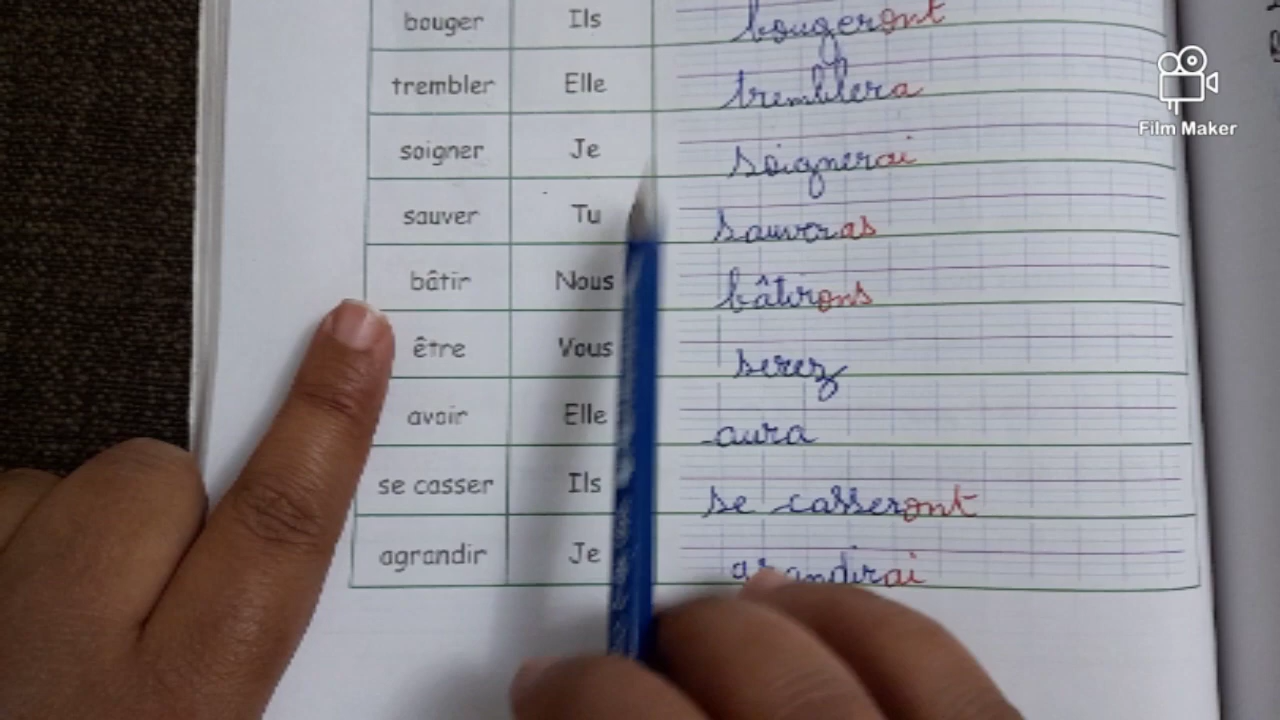 bouger Ils bougeront
trembler Elle tremblera
soigner Je soignerai
sauver Tu sauveras
bâtir Nous bâtirons
être Vous serez
avoir Elle aura
se casser Ils se casseront
agrandir Je agrandirai
Film Maker